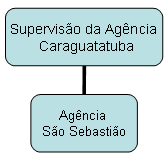 Supervisão da Agência
Caraguatatuba
Agência
São Sebastião